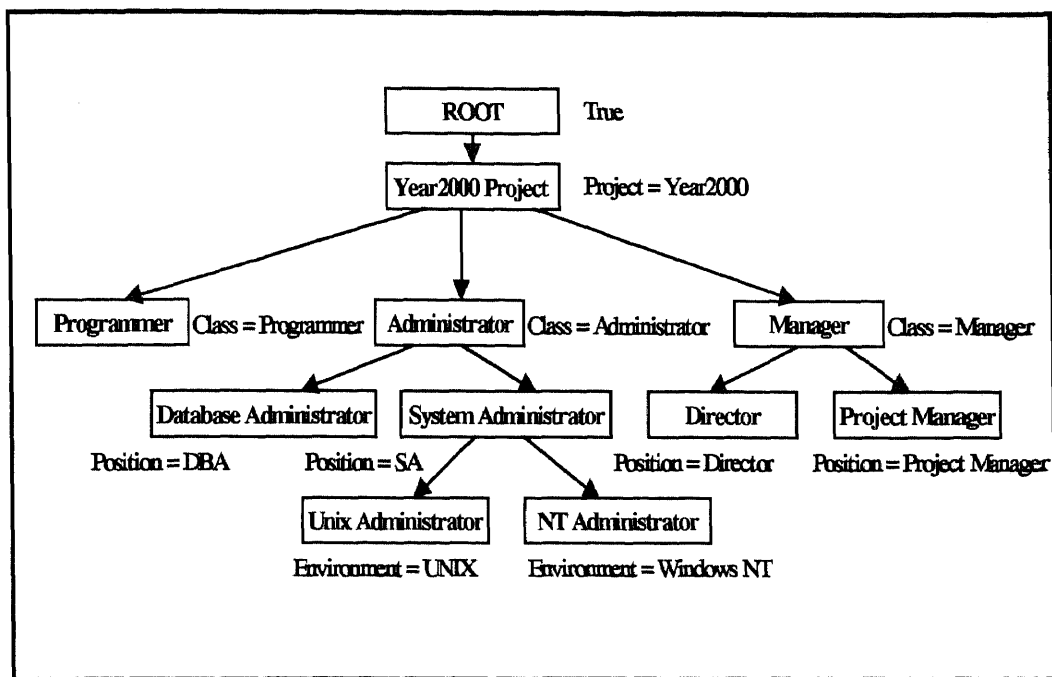 ROOT True
Year2000 Project Project = Year2000
Programmer Class = Programmer Administrator Class = Administrator Manager Class = Manager
Database Administrator System Administrator Director Project Manager
Position = DBA Position = SA Position = Director Position = Project Manager
Unix Administrator NT Administrator
Environment = UNIX Environment = Windows NT